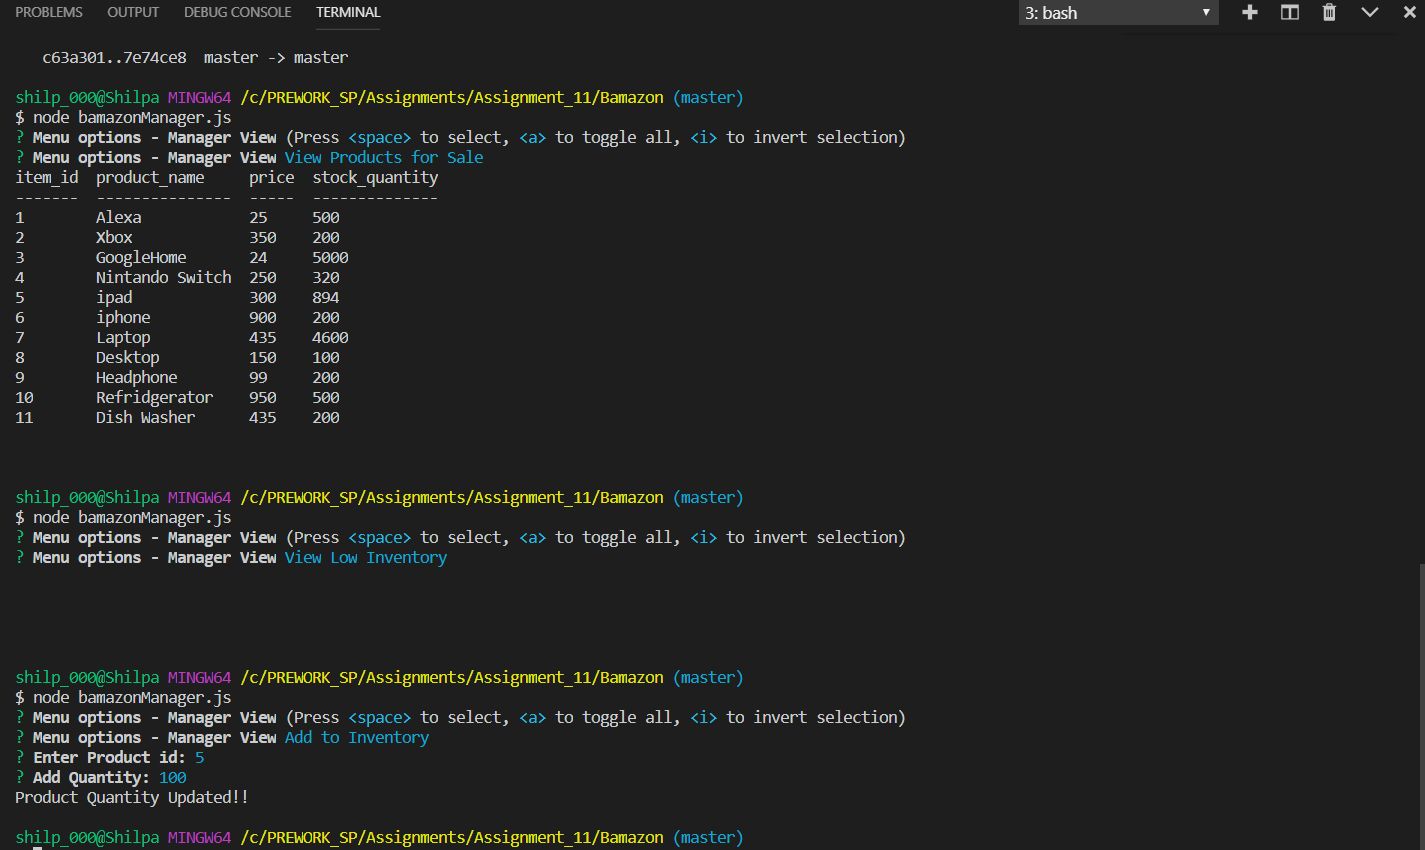 PROBLEMS OUTPUT DEBUG CONSOLE TERMINAL 3: bash
c63a301..7e74ce8  master -> master
shilp_000@Shilpa MINGW64 /c/PREWORK_SP/Assignments/Assignment_11/Bamazon (master)
$ node bamazonManager.js
? Menu options - Manager View (Press <space> to select, <a> to toggle all, <i> to invert selection)
? Menu options - Manager View View Products for Sale
item_id  product_name     price  stock_quantity
-------  ---------------  -----  --------------
1        Alexa            25     500
2        Xbox             350    200
3        GoogleHome       24     5000
4        Nintando Switch  250    320
5        ipad             300    894
6        iphone           900    200
7        Laptop           435    4600
8        Desktop          150    100
9        Headphone        99     200
10       Refridgerator    950    500
11       Dish Washer      435    200
shilp_000@Shilpa MINGW64 /c/PREWORK_SP/Assignments/Assignment_11/Bamazon (master)
$ node bamazonManager.js
? Menu options - Manager View (Press <space> to select, <a> to toggle all, <i> to invert selection)
? Menu options - Manager View View Low Inventory
shilp_000@Shilpa MINGW64 /c/PREWORK_SP/Assignments/Assignment_11/Bamazon (master)
$ node bamazonManager.js
? Menu options - Manager View (Press <space> to select, <a> to toggle all, <i> to invert selection)
? Menu options - Manager View Add to Inventory
? Enter Product id: 5
? Add Quantity: 100
Product Quantity Updated!!
shilp_000@Shilpa MINGW64 /c/PREWORK_SP/Assignments/Assignment_11/Bamazon (master)